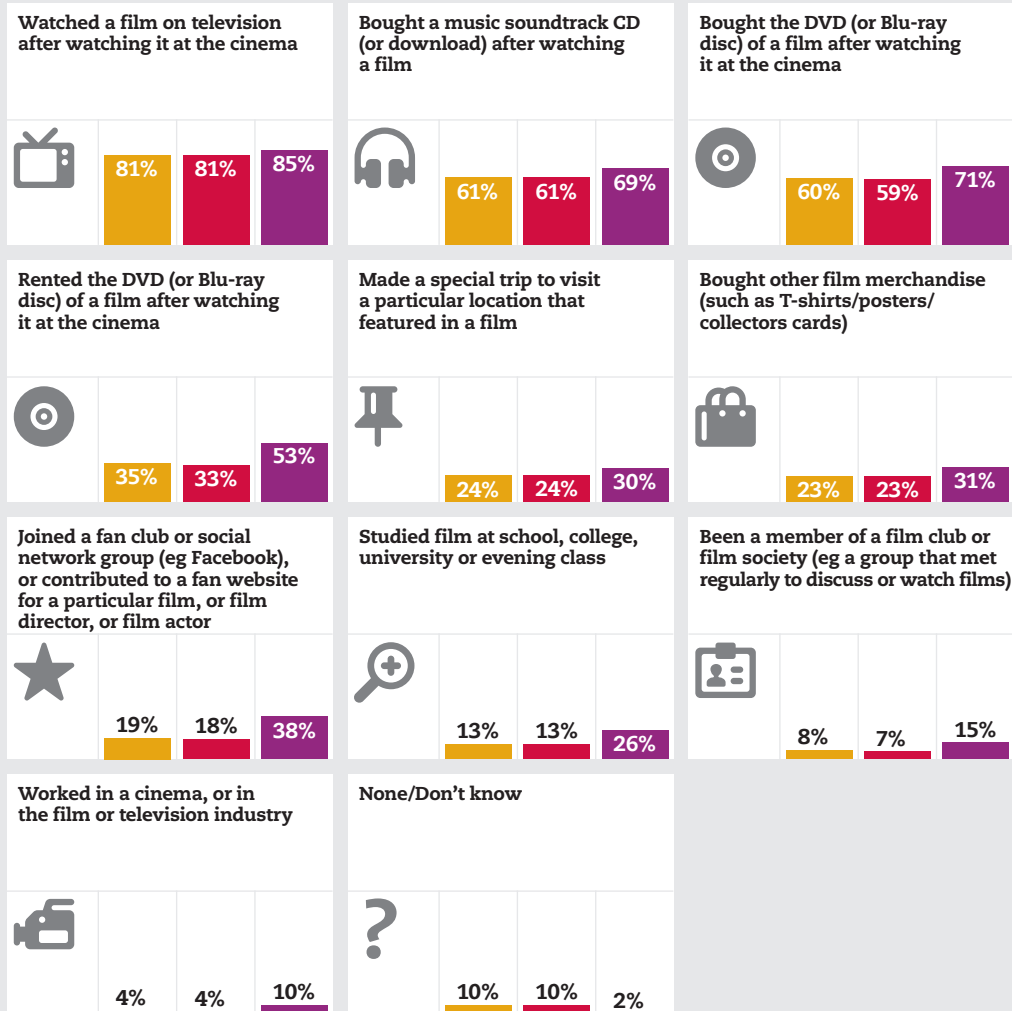 Watched a film on television
after watching it at the cinema
81% 81% 85%
Bought a music soundtrack CD
(or download) after watching
a film
61% 61% 69%
Bought the DVD (or Blu-ray
disc) of a film after watching
it at the cinema
60% 59% 71%
Rented the DVD (or Blu-ray
disc) of a film after watching
it at the cinema
35% 33% 53%
Made a special trip to visit
a particular location that
featured in a film
24% 24% 30%
Bought other film merchandise
(such as T-shirts/posters/
collectors cards)
23% 23% 31%
Joined a fan club or social
network group (eg Facebook),
or contributed to a fan website
for a particular film, or film
director, or film actor
19% 18% 38%
Studied film at school, college,
university or evening class
13% 13% 26%
Been a member of a film club or
film society (eg a group that met
regularly to discuss or watch films)
8% 7% 15%
Worked in a cinema, or in
the film or television industry
4% 4% 10%
None/Don’t know
?
10% 10% 2%